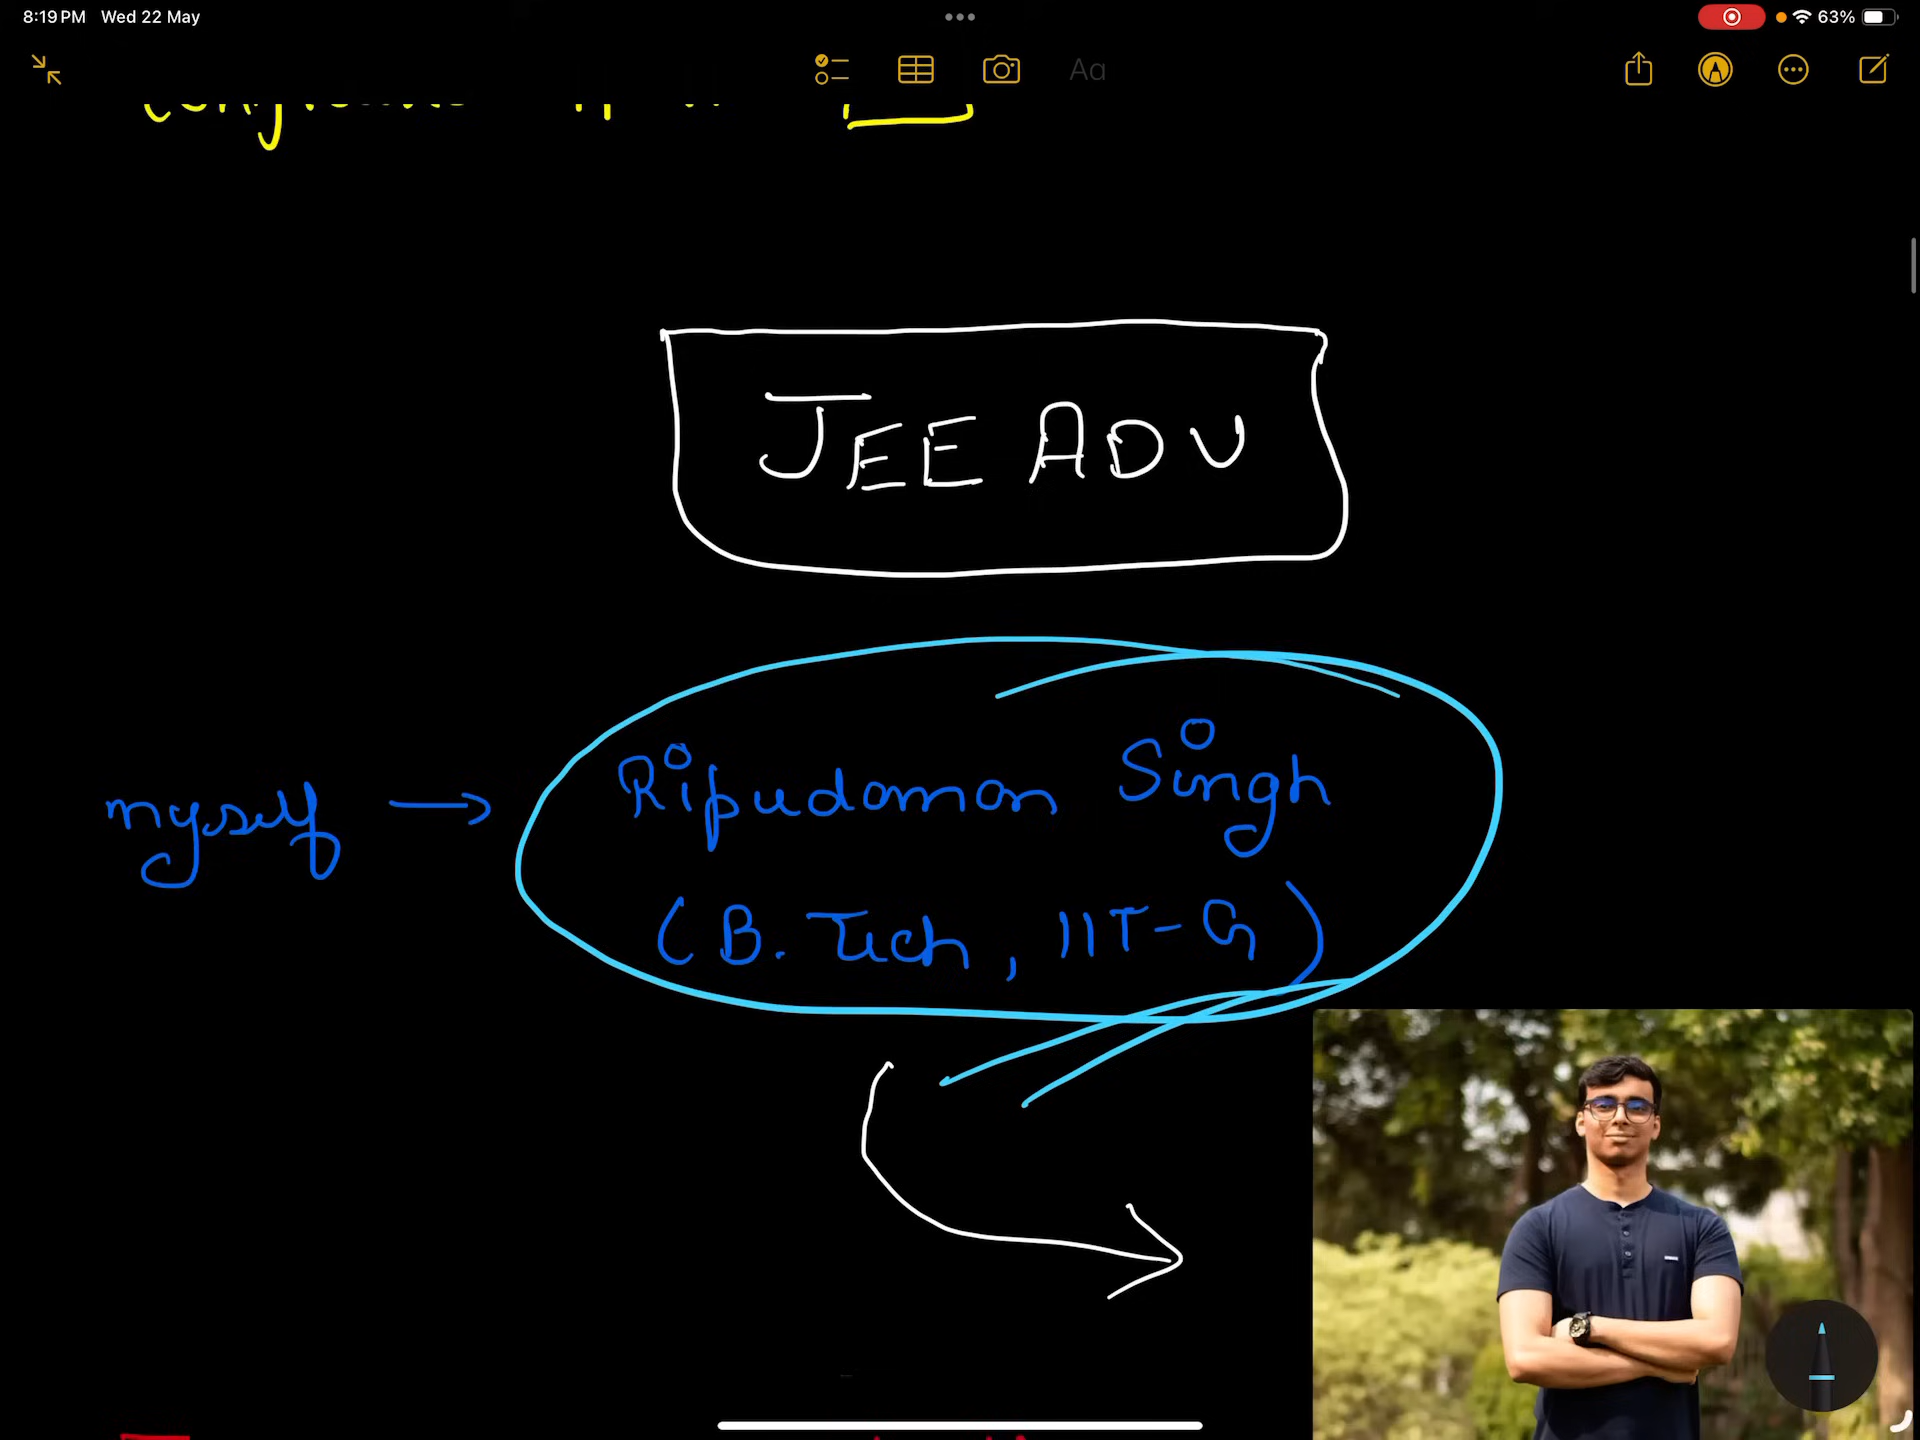 8:19 PM Wed 22 May
63%
Aa
JEE ADV
myself → Ripudaman Singh
(B. Tech, IIT-G)